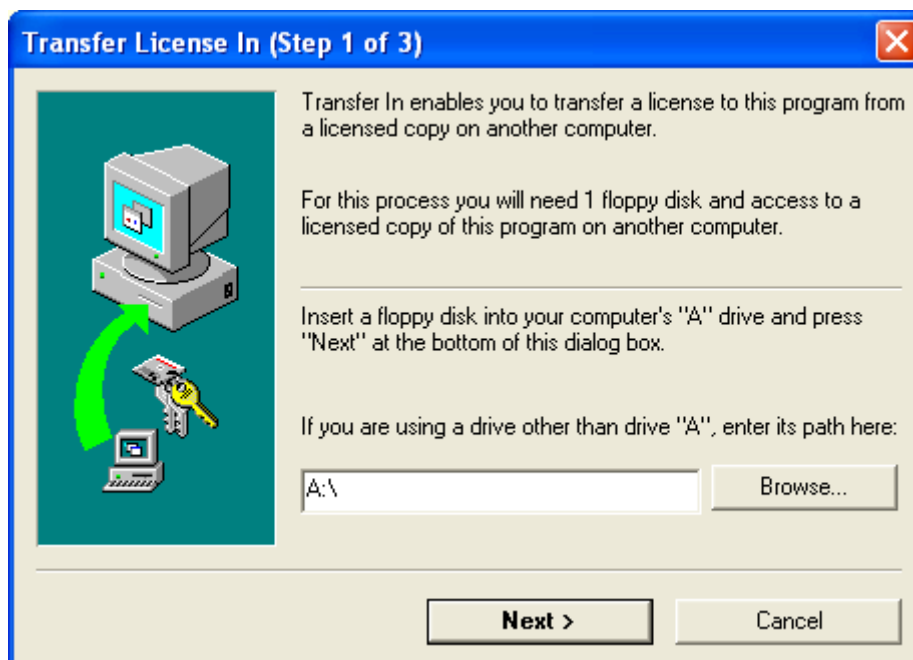 Transfer License In (Step 1 of 3)
Transfer In enables you to transfer a license to this program from
a licensed copy on another computer.
For this process you will need 1 floppy disk and access to a
licensed copy of this program on another computer.
Insert a floppy disk into your computer's "A" drive and press
"Next" at the bottom of this dialog box.
If you are using a drive other than drive "A", enter its path here:
A:\
Browse...
Next >
Cancel